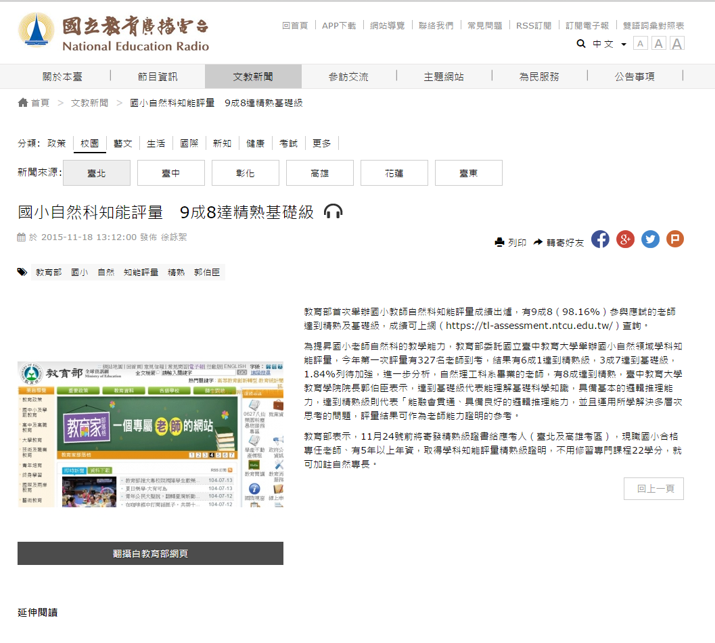 國立教育廣播電台
National Education Radio
回首頁 APP下載 網站導覽 聯絡我們 常見問題 RSS訂閱 訂閱電子報 雙語詞彙對照表
中文 A A A
關於本臺 節目資訊 文教新聞 參訪交流 主題網站 為民服務 公告事項
首頁 > 文教新聞 > 國小自然科知能評量 9成8達精熟基礎級
分類: 政策 校園 藝文 生活 國際 新知 健康 考試 更多
新聞來源: 臺北 臺中 彰化 高雄 花蓮 臺東
國小自然科知能評量 9成8達精熟基礎級
於 2015-11-18 13:12:00 發佈 徐詠絮
列印 轉寄好友
教育部 國小 自然 知能評量 精熟 郭伯臣
教育部首次舉辦國小教師自然科知能評量成績出爐，有9成8（98.16%）參與應試的老師
達到精熟及基礎級，成績可上網（https://tl-assessment.ntcu.edu.tw/）查詢。
為提昇國小老師自然科的教學能力，教育部委託國立臺中教育大學舉辦國小自然領域學科知
能評量，今年第一次評量有327名老師到考，結果有6成1達到精熟級，3成7達到基礎級，
1.84%列待加強，進一步分析，自然理工科系畢業的老師，有8成達到精熟。臺中教育大學
教育學院院長郭伯臣表示，達到基礎級代表能理解基礎科學知識，具備基本的邏輯推理能
力，達到精熟級則代表「能融會貫通，具備良好的邏輯推理能力，並且運用所學解決多層次
思考的問題，評量結果可作為老師能力證明的參考。
教育部表示，11月24號前將寄發精熟級證書給應考人（臺北及高雄考區），現職國小合格
專任老師、有5年以上年資，取得學科知能評量精熟級證明，不用修習專門課程22學分，就
可加註自然專長。
回上一頁
教育部
教育家 一個專屬老師的網站
翻攝自教育部網頁
延伸閱讀